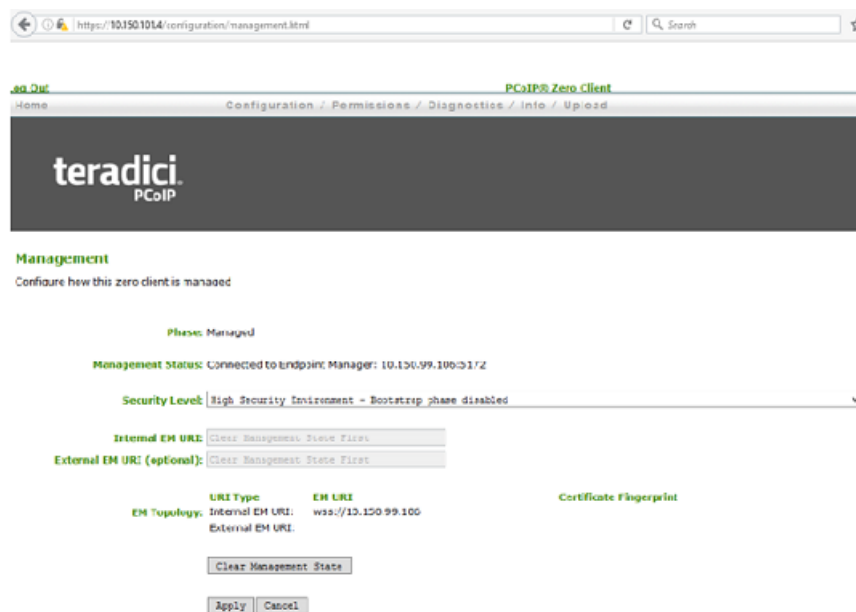 https://10.150.101.4/configuration/management.html
Search
Log Out
PCoIP® Zero Client
Home
Configuration / Permissions / Diagnostics / Info / Upload
teradici.
PCoIP
Management
Configure how this zero client is managed
Phase: Managed
Management Status: Connected to Endpoint Manager: 10.150.99.106:5172
Security Level: High Security Environment - Bootstrap phase disabled
Internal EM URI: Clear Management State First
External EM URI (optional): Clear Management State First
URI Type EM URI Certificate Fingerprint
EM Topology: Internal EM URI: wss://10.150.99.106
External EM URI:
Clear Management State
Apply Cancel